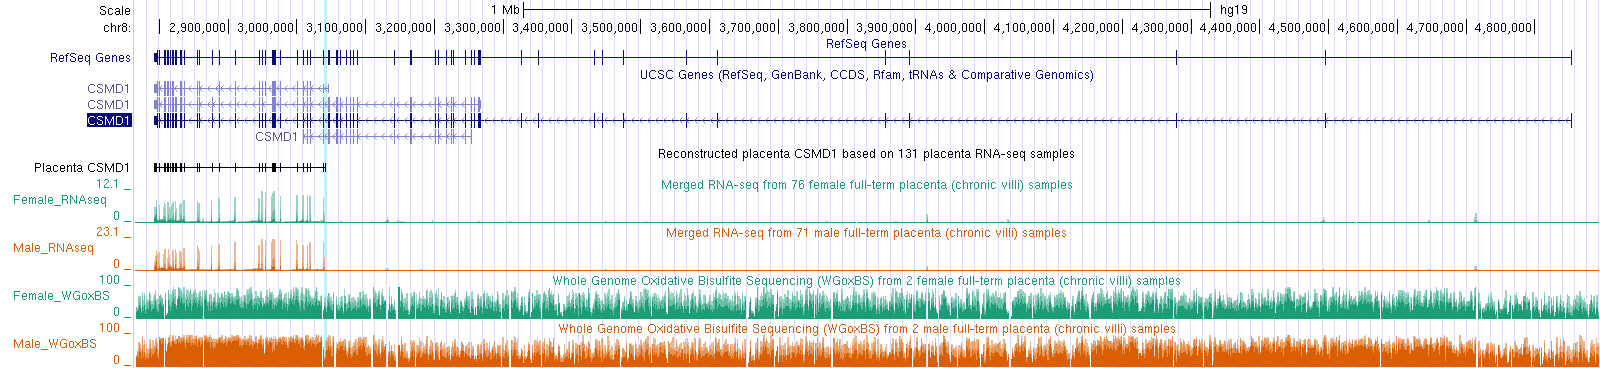 Scale 1 Mb hg19
chr8: 2,900,000 3,000,000 3,100,000 3,200,000 3,300,000 3,400,000 3,500,000 3,600,000 3,700,000 3,800,000 3,900,000 4,000,000 4,100,000 4,200,000 4,300,000 4,400,000 4,500,000 4,600,000 4,700,000 4,800,000
RefSeq Genes
RefSeq Genes
UCSC Genes (RefSeq, GenBank, CCDS, Rfam, tRNAs & Comparative Genomics)
CSMD1
CSMD1
CSMD1
CSMD1
Reconstructed placenta CSMD1 based on 131 placenta RNA-seq samples
Placenta CSMD1
Merged RNA-seq from 76 female full-term placenta (chronic villi) samples
12.1 _
Female_RNAseq
0 _
Merged RNA-seq from 71 male full-term placenta (chronic villi) samples
23.1 _
Male_RNAseq
0 _
Whole Genome Oxidative Bisulfite Sequencing (WGoxBS) from 2 female full-term placenta (chronic villi) samples
100 _
Female_WGoxBS
0 _
Whole Genome Oxidative Bisulfite Sequencing (WGoxBS) from 2 male full-term placenta (chronic villi) samples
100 _
Male_WGoxBS
0 _